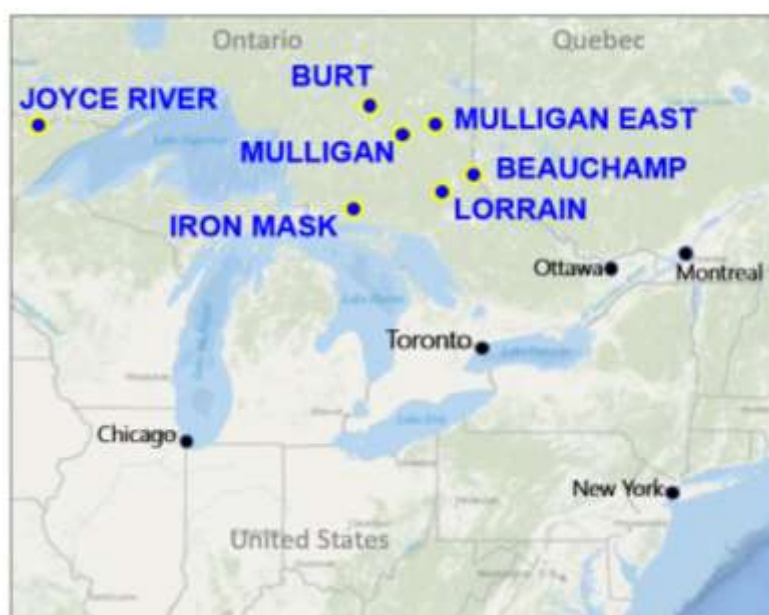 Ontario
Quebec
BURT
JOYCE RIVER
MULLIGAN EAST
MULLIGAN
BEAUCHAMP
LORRAIN
IRON MASK
Ottawa
Montreal
Toronto
Chicago
New York
United States